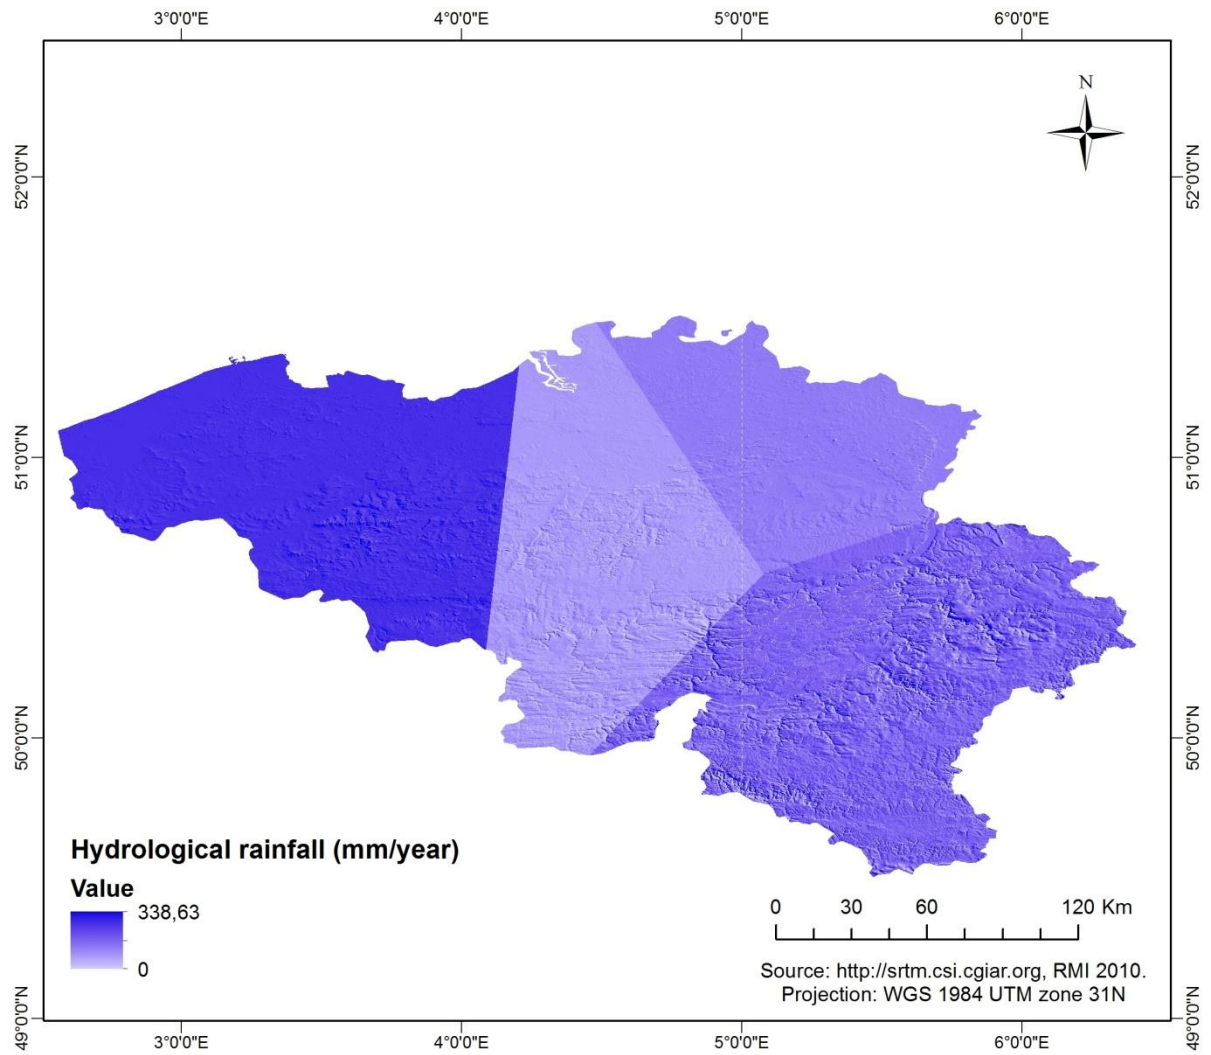 3°0'0"E 4°0'0"E 5°0'0"E 6°0'0"E
N
52°0'0"N 52°0'0"N
51°0'0"N 51°0'0"N
50°0'0"N 50°0'0"N
Hydrological rainfall (mm/year)
Value
338,63
0
0 30 60 120 Km
Source: http://srtm.csi.cgiar.org, RMI 2010.
Projection: WGS 1984 UTM zone 31N
49°0'0"N 49°0'0"N
3°0'0"E 4°0'0"E 5°0'0"E 6°0'0"E